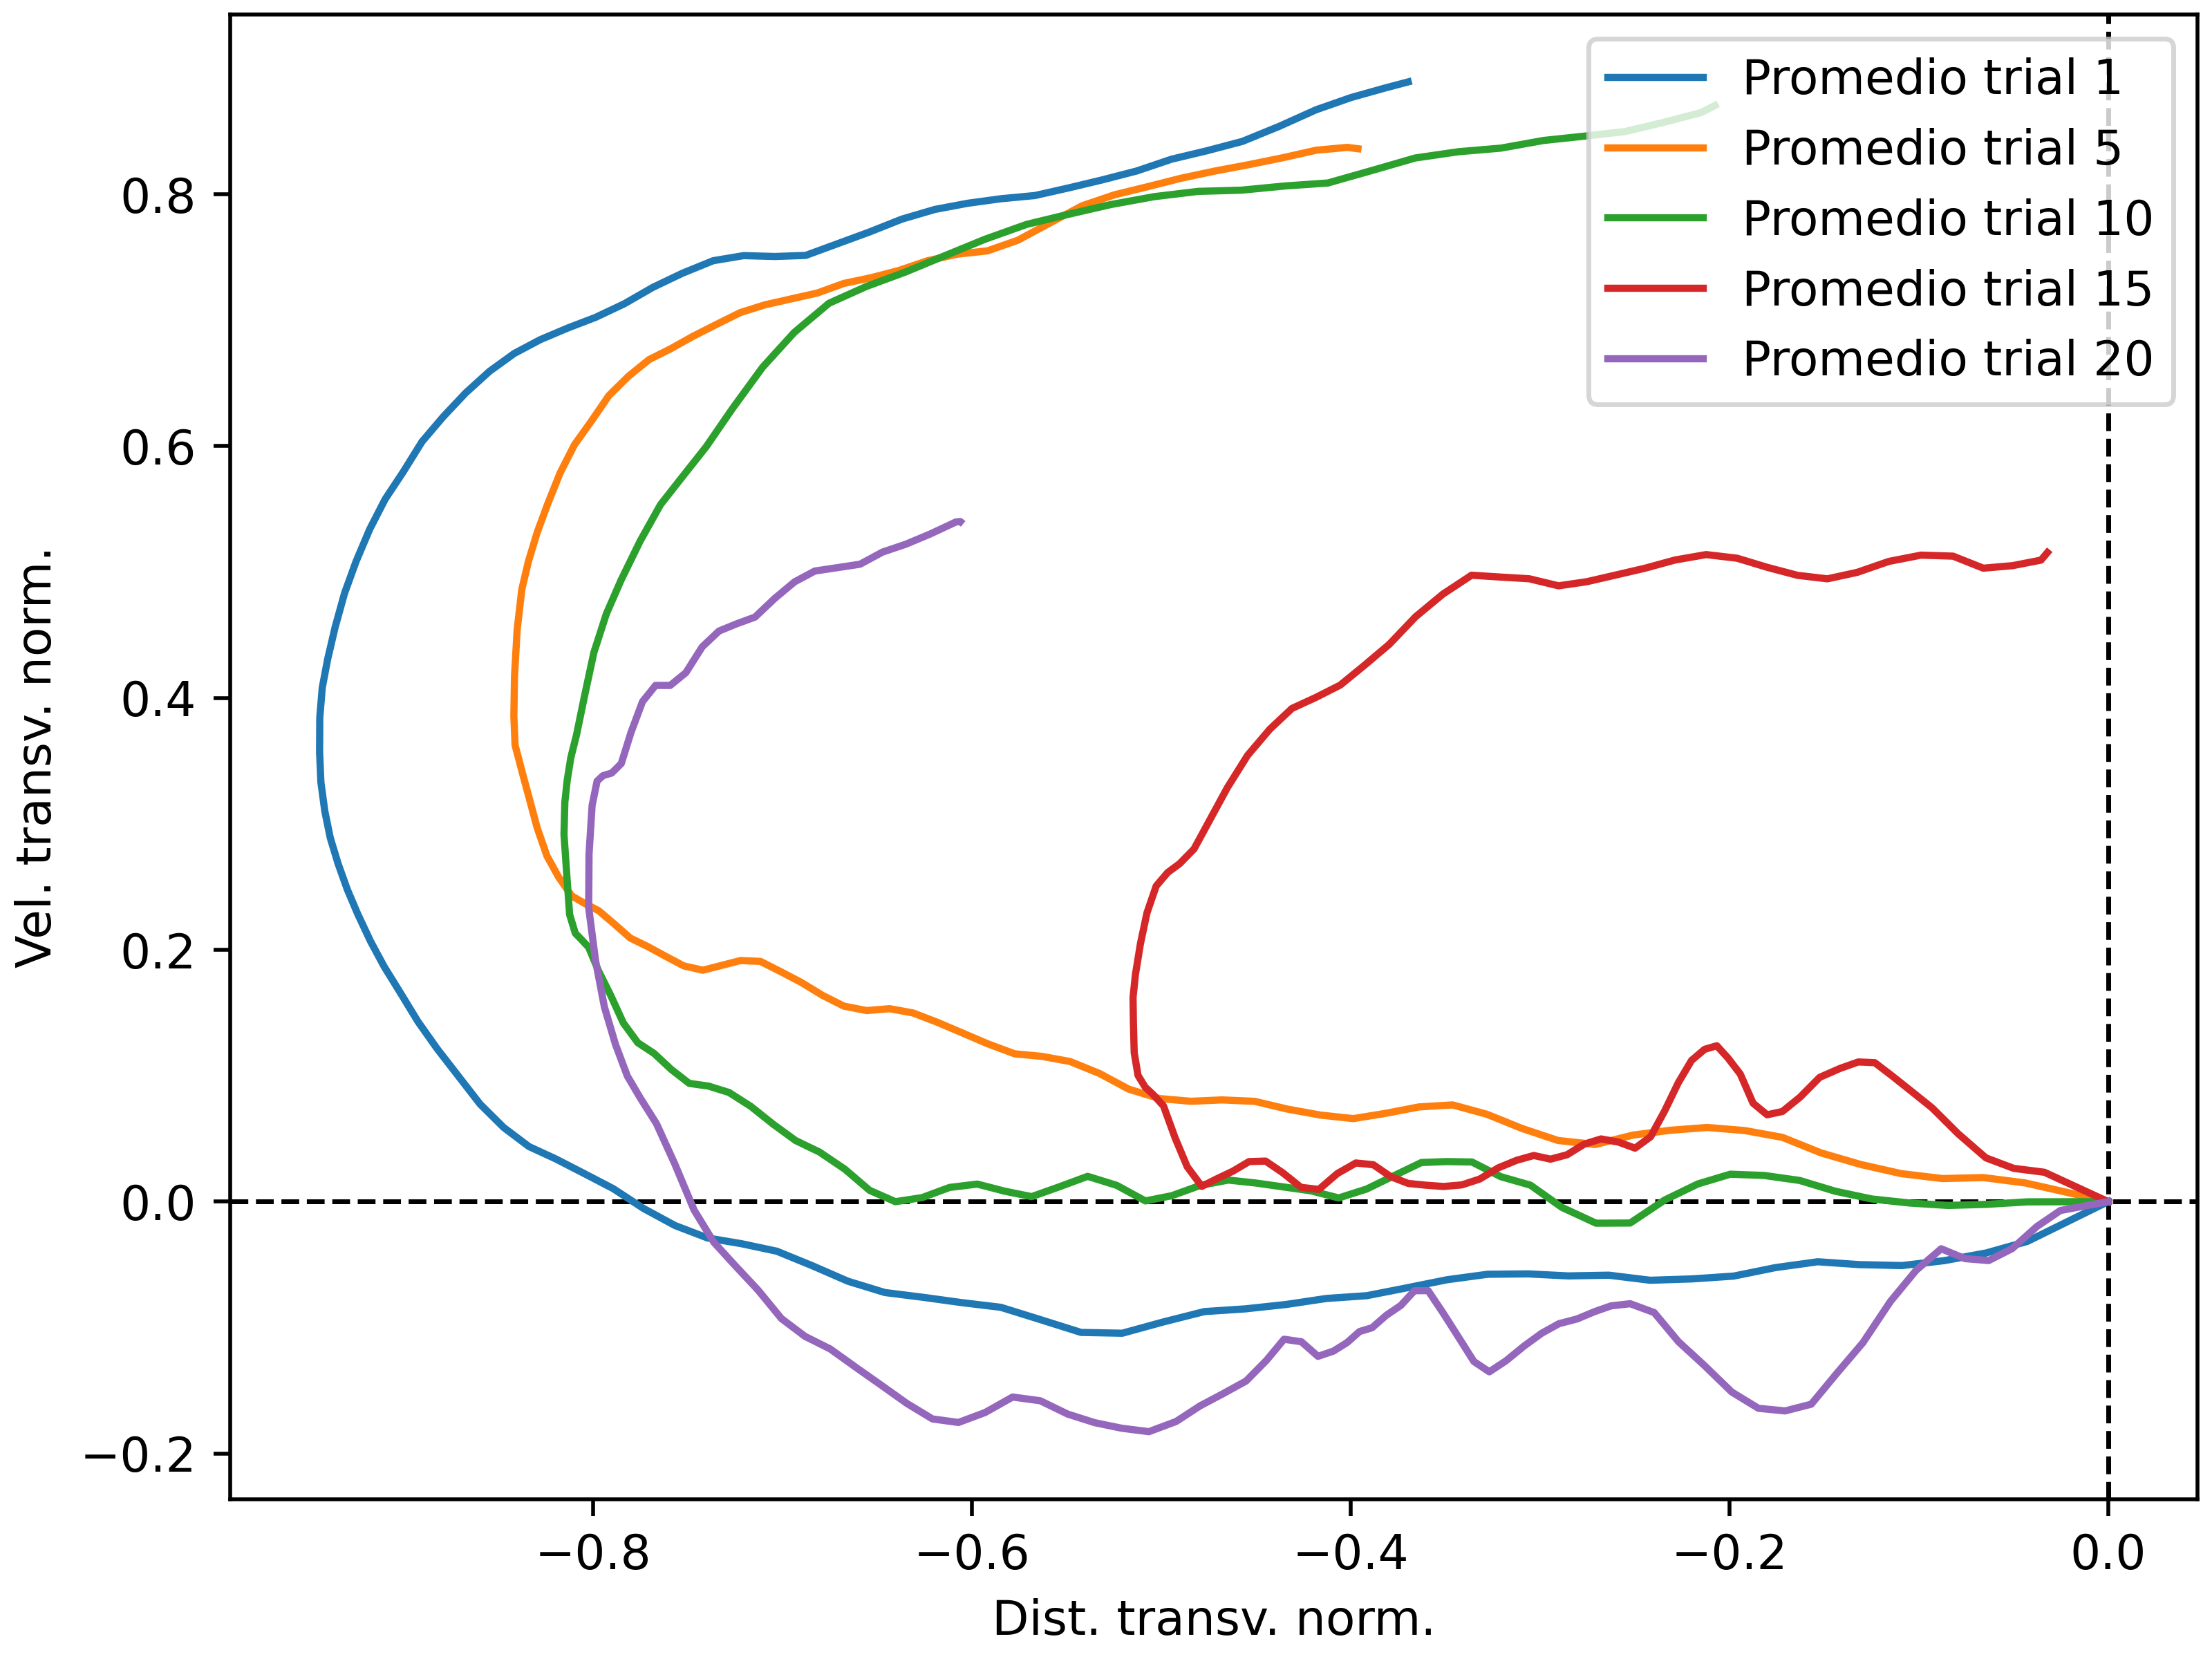 Promedio trial 1
Promedio trial 5
Promedio trial 10
Promedio trial 15
Promedio trial 20
Vel. transv. norm.
0.8
0.6
0.4
0.2
0.0
−0.2
−0.8
−0.6
−0.4
−0.2
0.0
Dist. transv. norm.